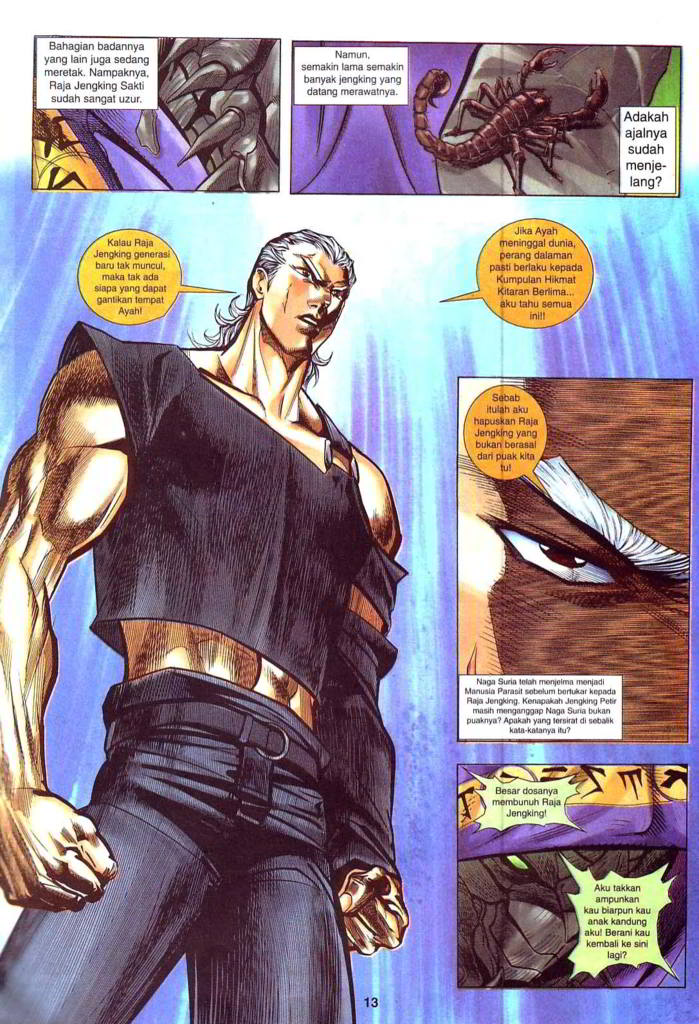 Bahagian badannya
yang lain juga sedang
meretak. Nampaknya,
Raja Jengking Sakti
sudah sangat uzur.
Namun,
semakin lama semakin
banyak jengking yang
datang merawatnya.
Adakah
ajalnya
sudah
menje-
lang?
Kalau Raja
Jengking generasi
baru tak muncul,
maka tak ada
siapa yang dapat
gantikan tempat
Ayah!
Jika Ayah
meninggal dunia,
perang dalaman
pasti berlaku kepada
Kumpulan Hikmat
Kitaran Berlima...
aku tahu semua
ini!!
Sebab
itulah aku
hapuskan Raja
Jengking yang
bukan berasal
dari puak kita
tu!
Naga Suria telah menjelma menjadi
Manusia Parasit sebelum bertukar kepada
Raja Jengking. Kenapakah Jengking Petir
masih menganggap Naga Suria bukan
puaknya? Apakah yang tersirat di sebalik
kata-katanya itu?
Besar dosanya
membunuh Raja
Jengking!
Aku takkan
ampunkan
kau biarpun kau
anak kandung
aku! Berani kau
kembali ke sini
lagi?
13